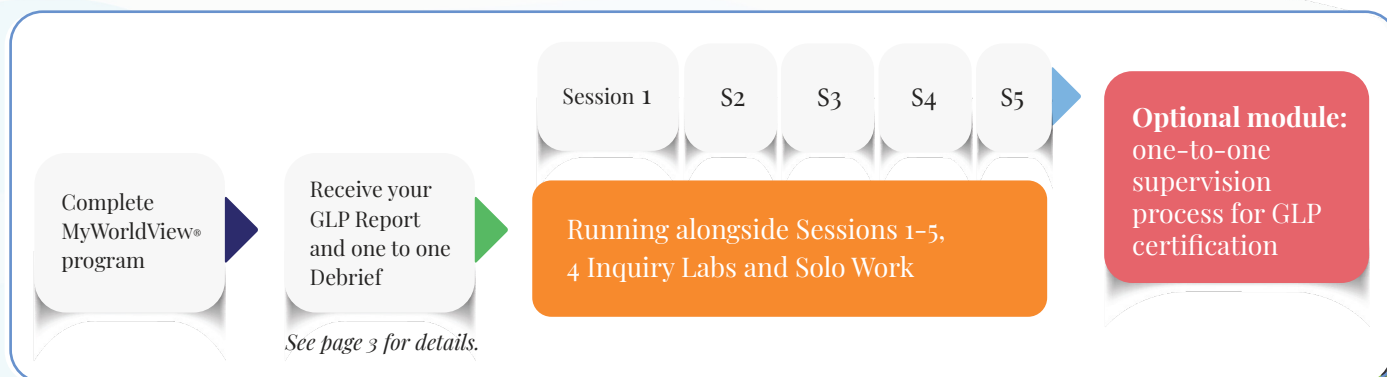 Complete
MyWorldView®
program
Receive your
GLP Report
and one to one
Debrief
See page 3 for details.
Session 1
S2
S3
S4
S5
Running alongside Sessions 1-5,
4 Inquiry Labs and Solo Work
Optional module:
one-to-one
supervision
process for GLP
certification